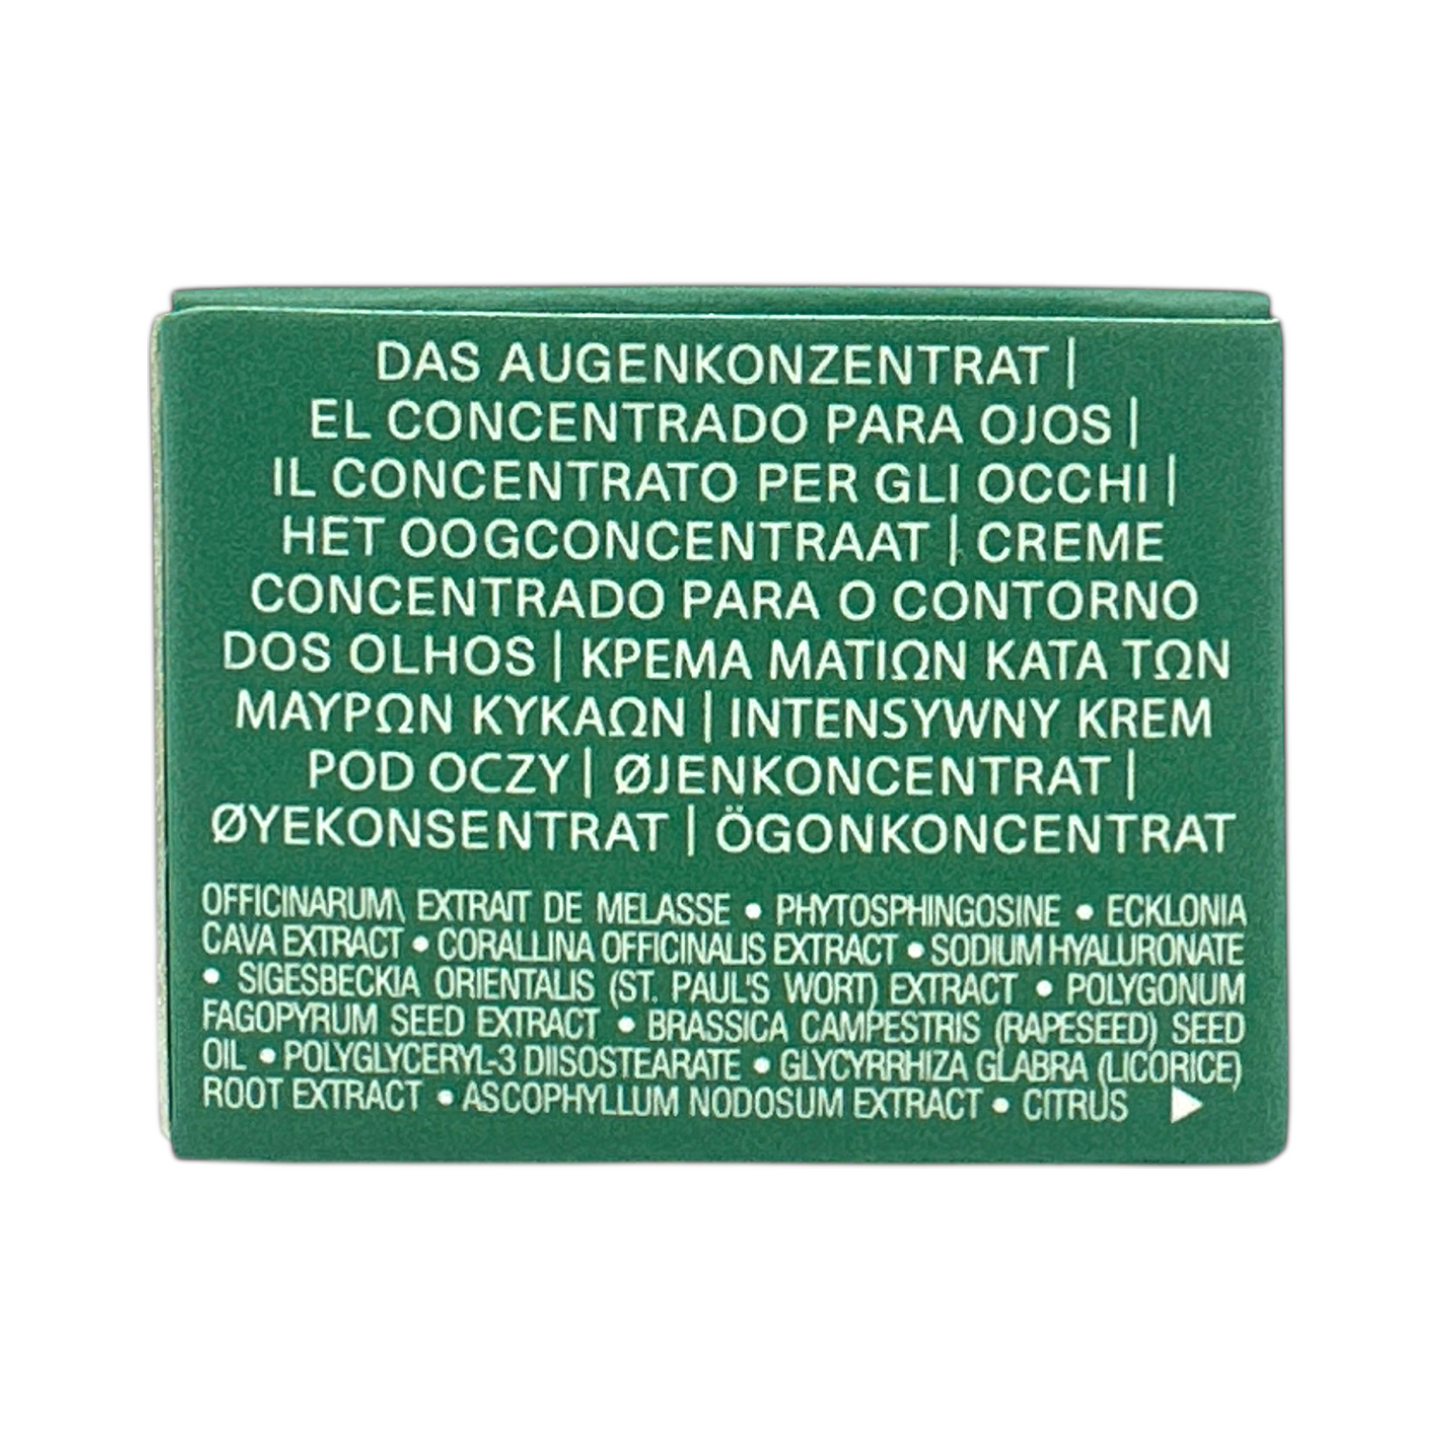 DAS AUGENKONZENTRAT |
EL CONCENTRADO PARA OJOS |
IL CONCENTRATO PER GLI OCCHI |
HET OOGCONCENTRAAT | CREME
CONCENTRADO PARA O CONTORNO
DOS OLHOS | ΚΡΕΜΑ ΜΑΤΙΩΝ ΚΑΤΑ ΤΩΝ
ΜΑΥΡΩΝ ΚΥΚΛΩΝ | INTENSYWNY KREM
POD OCZY | ØJENKONCENTRAT |
ØYEKONSENTRAT | ÖGONKONCENTRAT
OFFICINARUM\ EXTRAIT DE MELASSE • PHYTOSPHINGOSINE • ECKLONIA
CAVA EXTRACT • CORALLINA OFFICINALIS EXTRACT • SODIUM HYALURONATE
• SIGESBECKIA ORIENTALIS (ST. PAUL'S WORT) EXTRACT • POLYGONUM
FAGOPYRUM SEED EXTRACT • BRASSICA CAMPESTRIS (RAPESEED) SEED
OIL • POLYGLYCERYL-3 DIISOSTEARATE • GLYCYRRHIZA GLABRA (LICORICE)
ROOT EXTRACT • ASCOPHYLLUM NODOSUM EXTRACT • CITRUS ▶